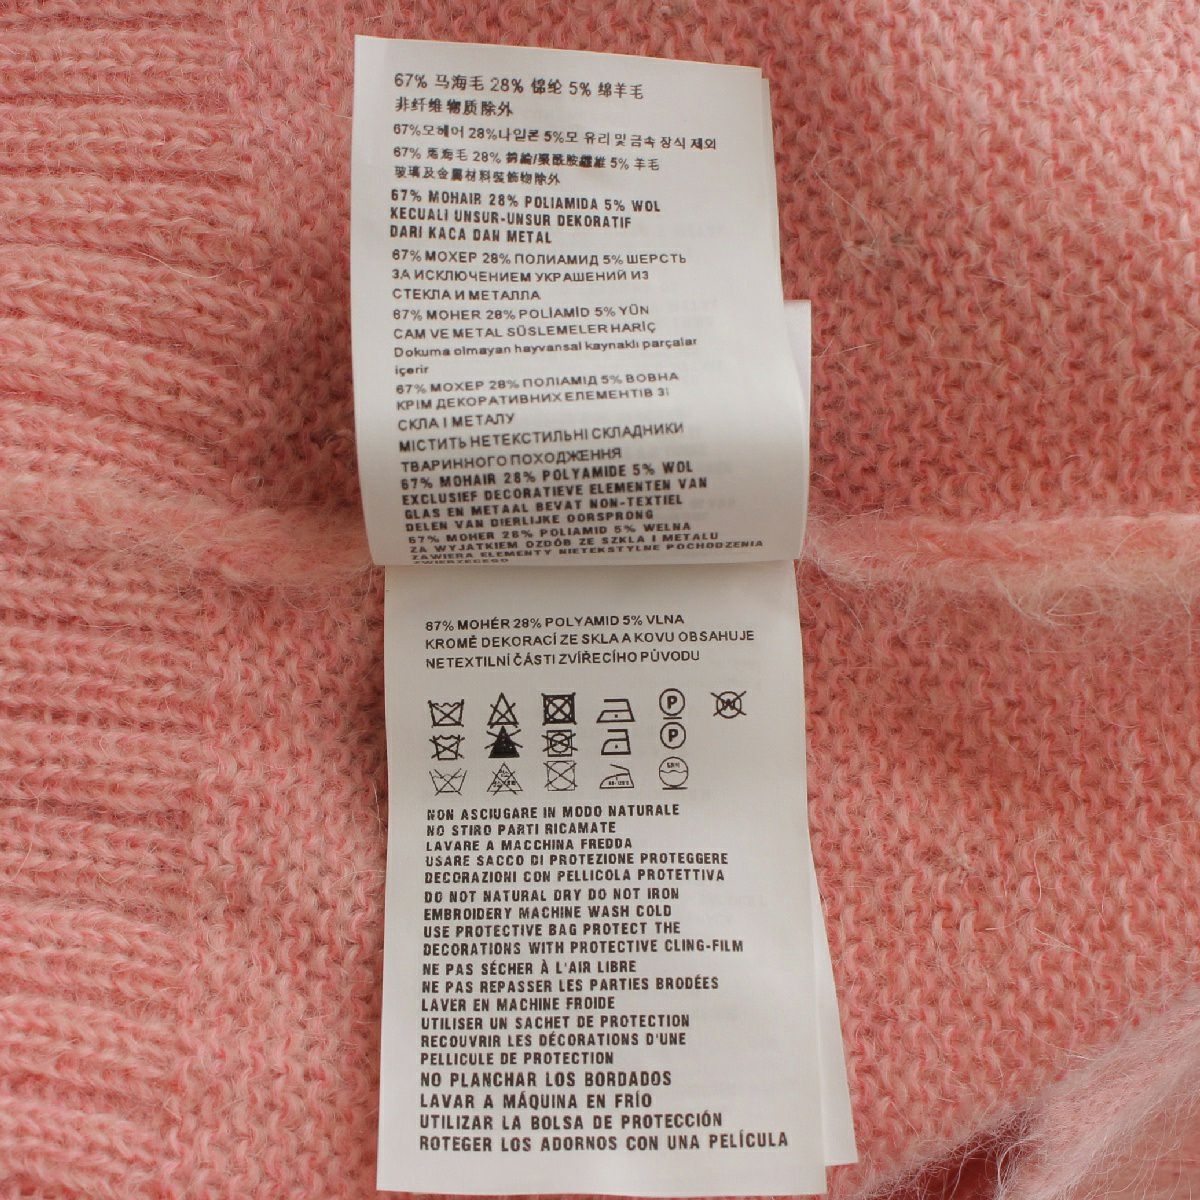 67% 马海毛 28% 锦纶 5% 绵羊毛
非纤维物质除外
67%모헤어 28%나일론 5%모 유리 및 금속 장식 제외
67% 馬海毛 28% 錦綸/聚酰胺纖維 5% 羊毛
玻璃及金屬材料裝飾物除外
67% MOHAIR 28% POLIAMIDA 5% WOL
KECUALI UNSUR-UNSUR DEKORATIF
DARI KACA DAN METAL
67% МОХЕР 28% ПОЛИАМИД 5% ШЕРСТЬ
ЗА ИСКЛЮЧЕНИЕМ УКРАШЕНИЙ ИЗ
СТЕКЛА И МЕТАЛЛА
67% MOHER 28% POLİAMİD 5% YÜN
CAM VE METAL SÜSLEMELER HARİÇ
Dokuma olmayan hayvansal kaynaklı parçalar
içerir
67% МОХЕР 28% ПОЛІАМІД 5% ВОВНА
КРІМ ДЕКОРАТИВНИХ ЕЛЕМЕНТІВ ЗІ
СКЛА І МЕТАЛУ
МІСТИТЬ НЕТЕКСТИЛЬНІ СКЛАДНИКИ
ТВАРИННОГО ПОХОДЖЕННЯ
67% MOHAIR 28% POLYAMIDE 5% WOL
EXCLUSIEF DECORATIEVE ELEMENTEN VAN
GLAS EN METAAL BEVAT NON-TEXTIEL
DELEN VAN DIERLIJKE OORSPRONG
67% MOHER 28% POLIAMID 5% WELNA
ZA WYJATKIEM OZDÓB ZE SZKLA I METALU
ZAWIERA ELEMENTY NIETEKSTYLNE POCHODZENIA
ZWIERZECEGO
67% MOHÉR 28% POLYAMID 5% VLNA
KROMĚ DEKORACÍ ZE SKLA A KOVU OBSAHUJE
NETEXTILNÍ ČÁSTI ZVÍŘECÍHO PŮVODU
P W
P
NON ASCIUGARE IN MODO NATURALE
NO STIRO PARTI RICAMATE
LAVARE A MACCHINA FREDDA
USARE SACCO DI PROTEZIONE PROTEGGERE
DECORAZIONI CON PELLICOLA PROTETTIVA
DO NOT NATURAL DRY DO NOT IRON
EMBROIDERY MACHINE WASH COLD
USE PROTECTIVE BAG PROTECT THE
DECORATIONS WITH PROTECTIVE CLING-FILM
NE PAS SÉCHER À L'AIR LIBRE
NE PAS REPASSER LES PARTIES BRODÉES
LAVER EN MACHINE FROIDE
UTILISER UN SACHET DE PROTECTION
RECOUVRIR LES DÉCORATIONS D'UNE
PELLICULE DE PROTECTION
NO PLANCHAR LOS BORDADOS
LAVAR A MÁQUINA EN FRÍO
UTILIZAR LA BOLSA DE PROTECCIÓN
ROTEGER LOS ADORNOS CON UNA PELÍCULA